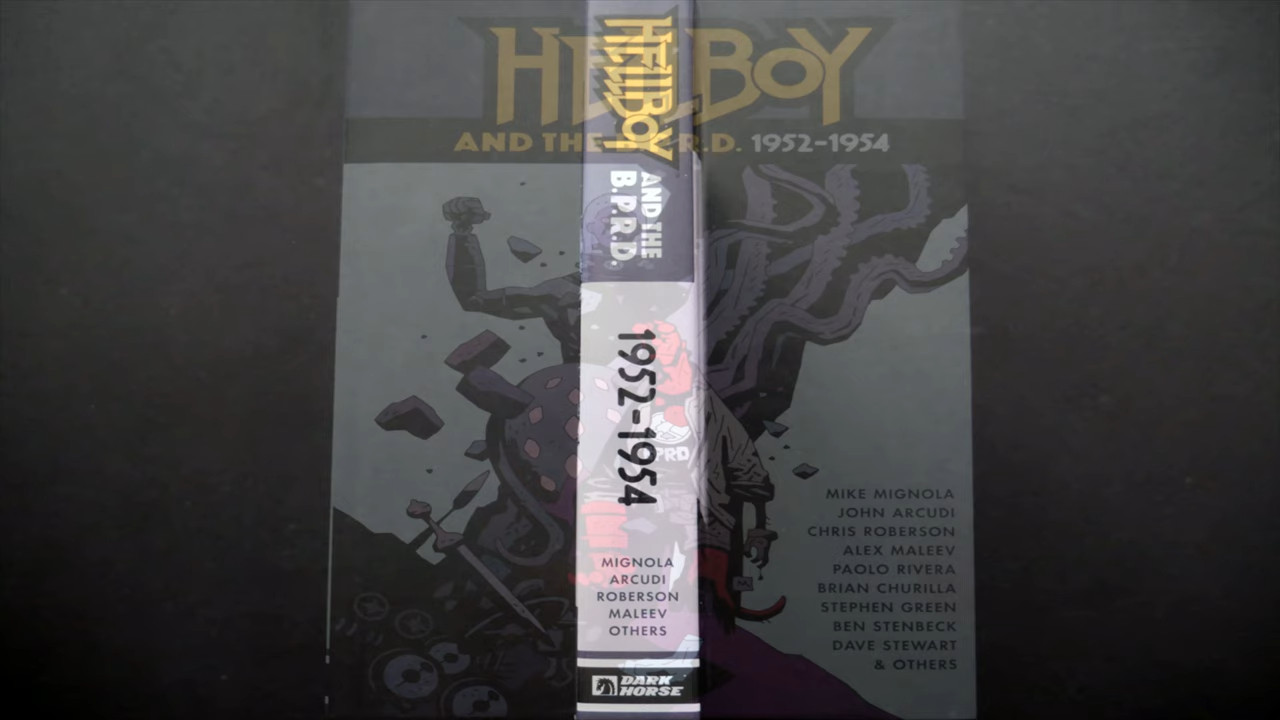 HELLBOY
AND THE B.P.R.D. 1952-1954
MIKE MIGNOLA
JOHN ARCUDI
CHRIS ROBERSON
ALEX MALEEV
PAOLO RIVERA
BRIAN CHURILLA
STEPHEN GREEN
BEN STENBECK
DAVE STEWART
& OTHERS
HELLBOY
AND THE
B.P.R.D.
1952-1954
MIGNOLA
ARCUDI
ROBERSON
MALEEV
OTHERS
DARK
HORSE
PRD